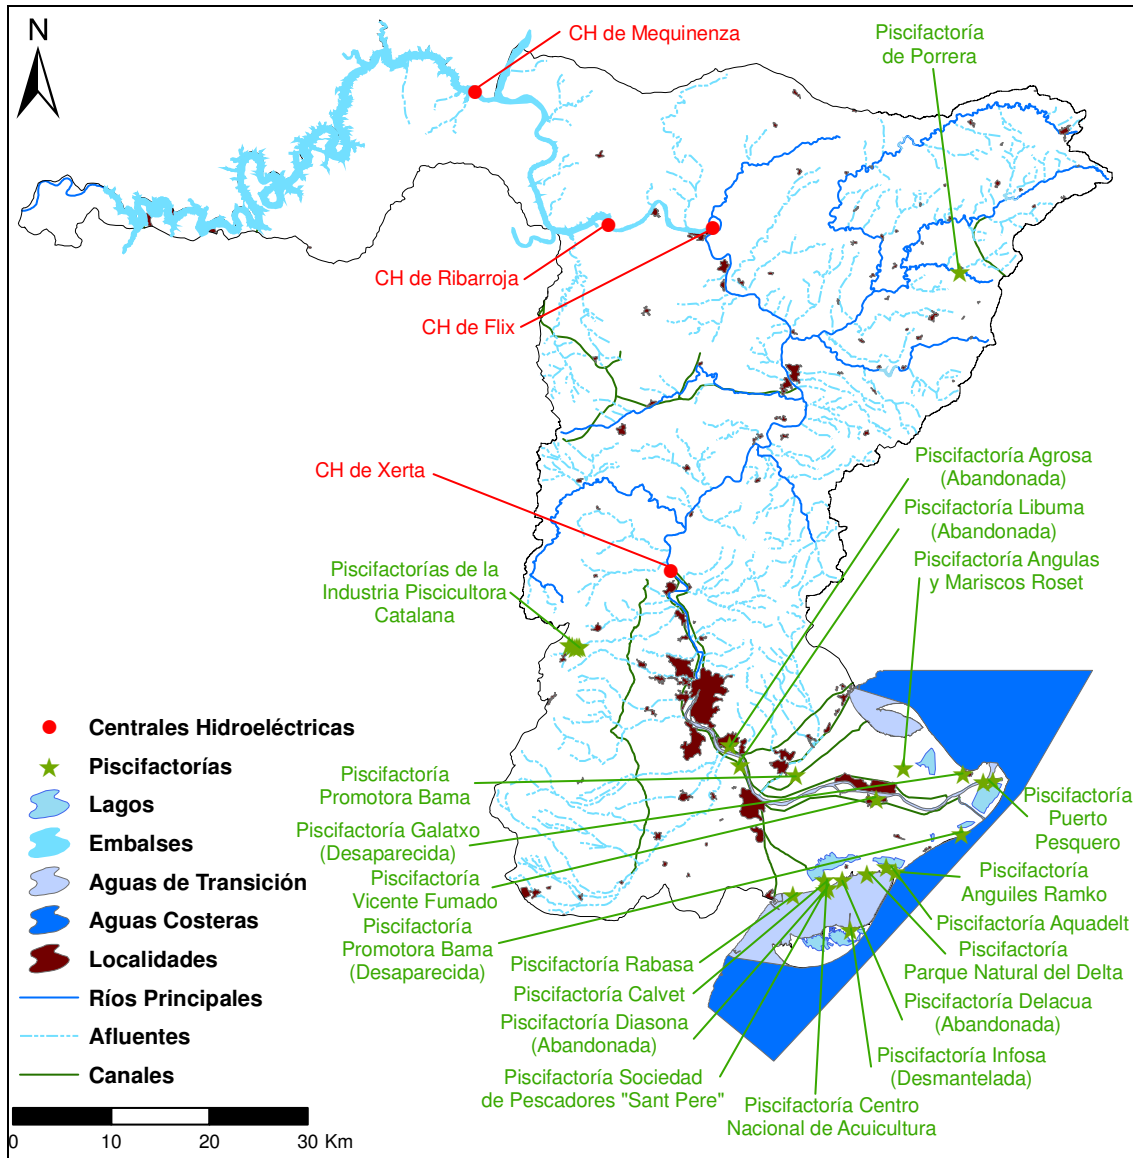 N
CH de Mequinenza
Piscifactoría
de Porrera
CH de Ribarroja
CH de Flix
CH de Xerta
Piscifactoría Agrosa
(Abandonada)
Piscifactoría Libuma
(Abandonada)
Piscifactoría Angulas
y Mariscos Roset
Piscifactorías de la
Industria Piscicultora
Catalana
Centrales Hidroeléctricas
Piscifactorías
Lagos
Embalses
Aguas de Transición
Aguas Costeras
Localidades
Ríos Principales
Afluentes
Canales
0 10 20 30 Km
Piscifactoría
Promotora Bama
Piscifactoría Galatxo
(Desaparecida)
Piscifactoría
Vicente Fumado
Piscifactoría
Promotora Bama
(Desaparecida)
Piscifactoría Rabasa
Piscifactoría Calvet
Piscifactoría Diasona
(Abandonada)
Piscifactoría Sociedad
de Pescadores "Sant Pere"
Piscifactoría
Puerto
Pesquero
Piscifactoría
Anguiles Ramko
Piscifactoría Aquadelt
Piscifactoría
Parque Natural del Delta
Piscifactoría Delacua
(Abandonada)
Piscifactoría Infosa
(Desmantelada)
Piscifactoría Centro
Nacional de Acuicultura